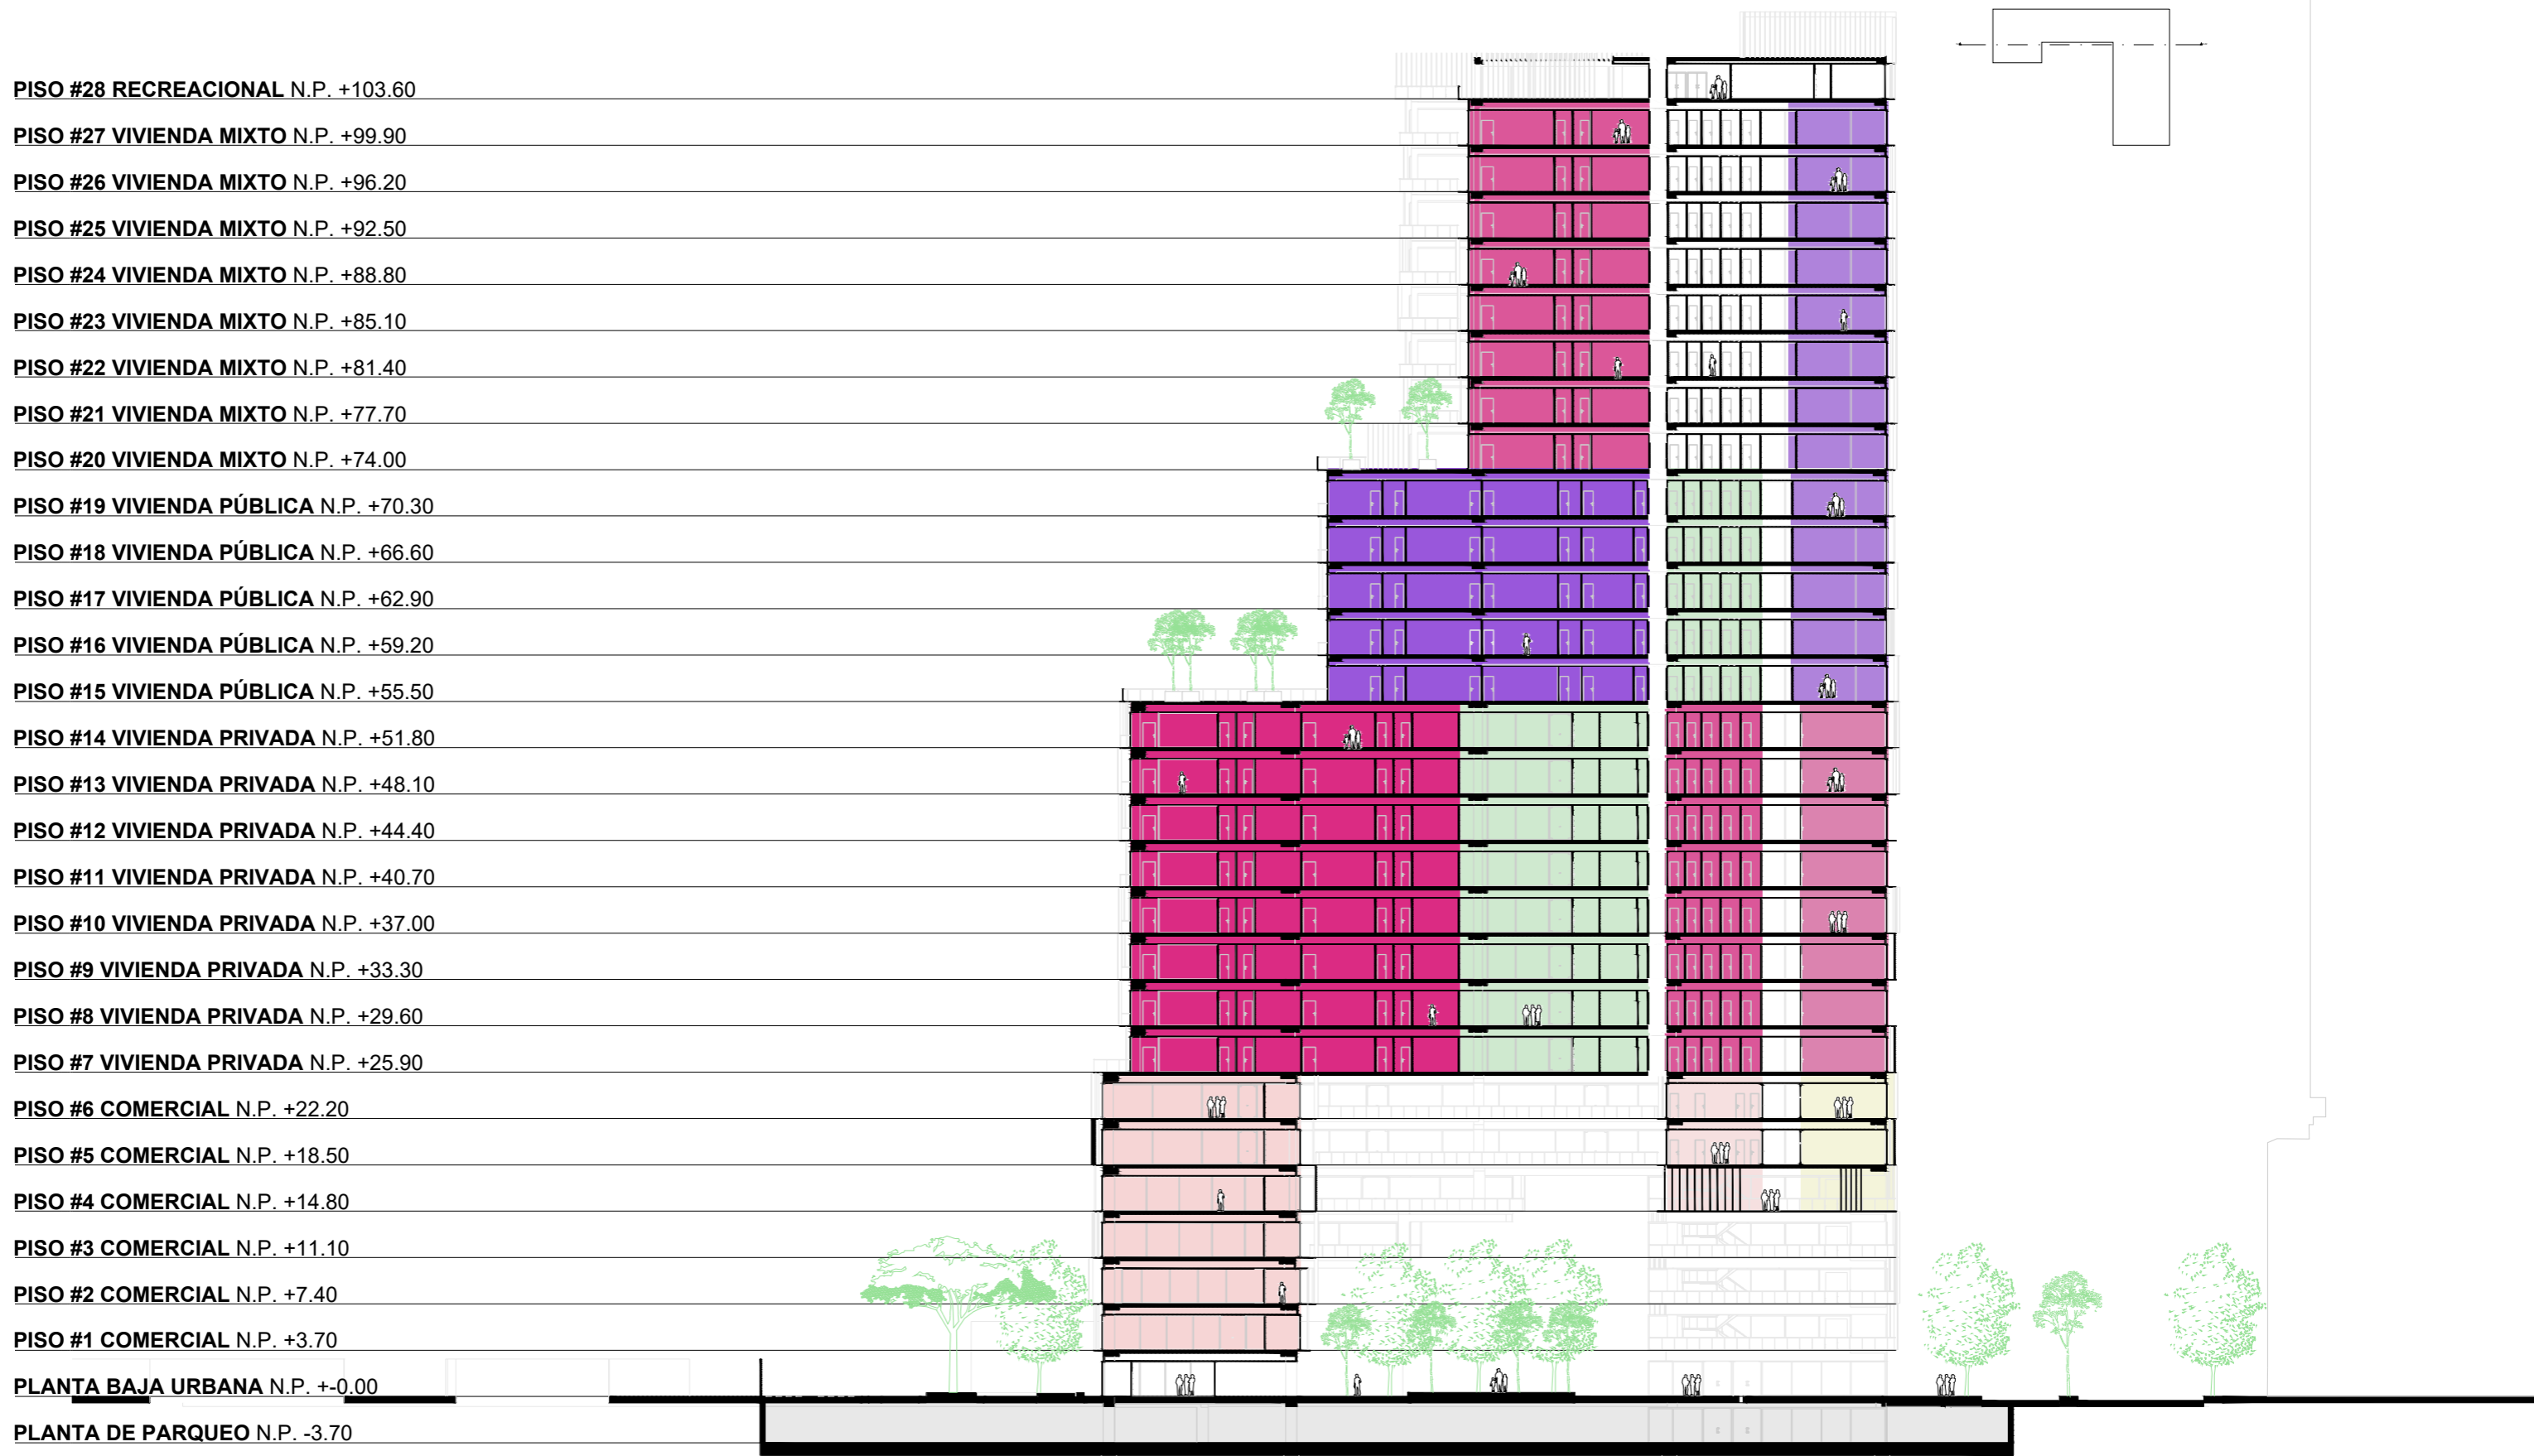 PISO #28 RECREACIONAL N.P. +103.60
PISO #27 VIVIENDA MIXTO N.P. +99.90
PISO #26 VIVIENDA MIXTO N.P. +96.20
PISO #25 VIVIENDA MIXTO N.P. +92.50
PISO #24 VIVIENDA MIXTO N.P. +88.80
PISO #23 VIVIENDA MIXTO N.P. +85.10
PISO #22 VIVIENDA MIXTO N.P. +81.40
PISO #21 VIVIENDA MIXTO N.P. +77.70
PISO #20 VIVIENDA MIXTO N.P. +74.00
PISO #19 VIVIENDA PÚBLICA N.P. +70.30
PISO #18 VIVIENDA PÚBLICA N.P. +66.60
PISO #17 VIVIENDA PÚBLICA N.P. +62.90
PISO #16 VIVIENDA PÚBLICA N.P. +59.20
PISO #15 VIVIENDA PÚBLICA N.P. +55.50
PISO #14 VIVIENDA PRIVADA N.P. +51.80
PISO #13 VIVIENDA PRIVADA N.P. +48.10
PISO #12 VIVIENDA PRIVADA N.P. +44.40
PISO #11 VIVIENDA PRIVADA N.P. +40.70
PISO #10 VIVIENDA PRIVADA N.P. +37.00
PISO #9 VIVIENDA PRIVADA N.P. +33.30
PISO #8 VIVIENDA PRIVADA N.P. +29.60
PISO #7 VIVIENDA PRIVADA N.P. +25.90
PISO #6 COMERCIAL N.P. +22.20
PISO #5 COMERCIAL N.P. +18.50
PISO #4 COMERCIAL N.P. +14.80
PISO #3 COMERCIAL N.P. +11.10
PISO #2 COMERCIAL N.P. +7.40
PISO #1 COMERCIAL N.P. +3.70
PLANTA BAJA URBANA N.P. +-0.00
PLANTA DE PARQUEO N.P. -3.70